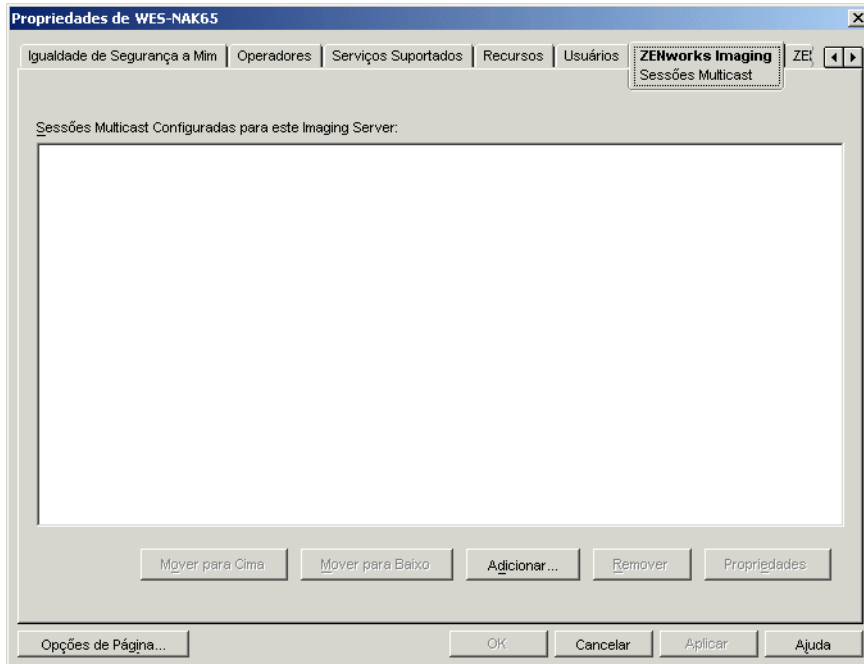 Propriedades de WES-NAK65
Igualdade de Segurança a Mim
Operadores
Serviços Suportados
Recursos
Usuários
ZENworks Imaging
ZE
Sessões Multicast
Sessões Multicast Configuradas para este Imaging Server:
Mover para Cima
Mover para Baixo
Adicionar...
Remover
Propriedades
Opções de Página...
OK
Cancelar
Aplicar
Ajuda